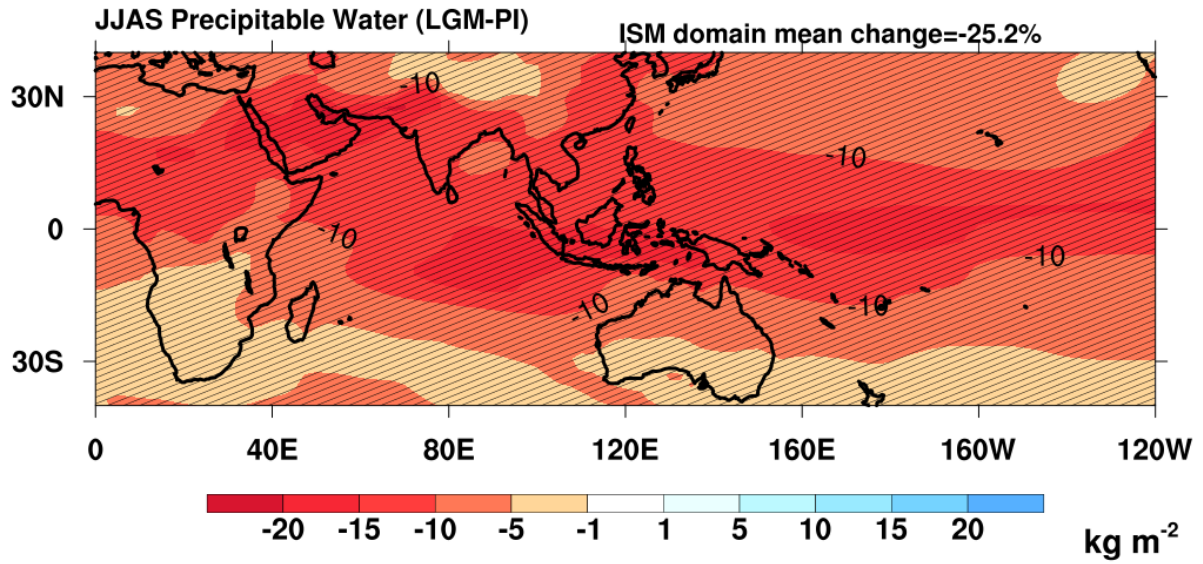 JJAS Precipitable Water (LGM-PI)
ISM domain mean change=-25.2%
30N
0
30S
-10
-10
-10
-10
-10
-10
0 40E 80E 120E 160E 160W 120W
-20 -15 -10 -5 -1 1 5 10 15 20
kg m⁻²